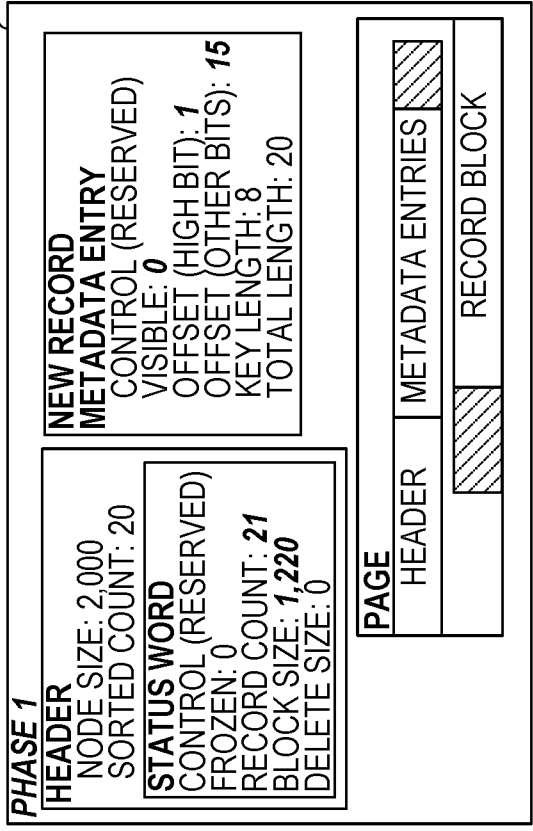 PHASE 1
HEADER
NODE SIZE: 2,000
SORTED COUNT: 20
STATUS WORD
CONTROL (RESERVED)
FROZEN: 0
RECORD COUNT: 21
BLOCK SIZE: 1,220
DELETE SIZE: 0
NEW RECORD
METADATA ENTRY
CONTROL (RESERVED)
VISIBLE: 0
OFFSET (HIGH BIT): 1
OFFSET (OTHER BITS): 15
KEY LENGTH: 8
TOTAL LENGTH: 20
PAGE
HEADER
METADATA ENTRIES
RECORD BLOCK